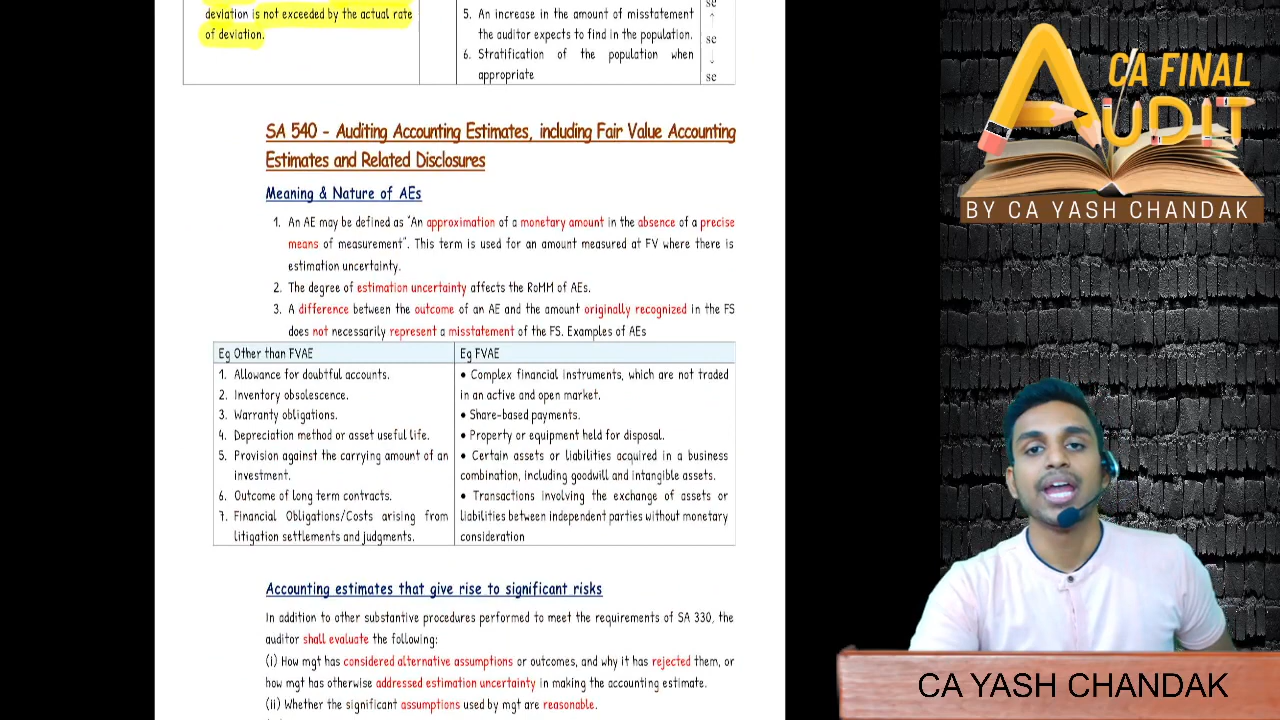 deviation is not exceeded by the actual rate
of deviation.
5. An increase in the amount of misstatement
the auditor expects to find in the population.
6. Stratification of the population when
appropriate
se
↑
se
↓
se
SA 540 - Auditing Accounting Estimates, including Fair Value Accounting
Estimates and Related Disclosures
Meaning & Nature of AEs
1. An AE may be defined as "An approximation of a monetary amount in the absence of a precise
means of measurement". This term is used for an amount measured at FV where there is
estimation uncertainty.
2. The degree of estimation uncertainty affects the RoMM of AEs.
3. A difference between the outcome of an AE and the amount originally recognized in the FS
does not necessarily represent a misstatement of the FS. Examples of AEs
Eg Other than FVAE
1. Allowance for doubtful accounts.
2. Inventory obsolescence.
3. Warranty obligations.
4. Depreciation method or asset useful life.
5. Provision against the carrying amount of an
investment.
6. Outcome of long term contracts.
7. Financial Obligations/Costs arising from
litigation settlements and judgments.
Eg FVAE
• Complex financial instruments, which are not traded
in an active and open market.
• Share-based payments.
• Property or equipment held for disposal.
• Certain assets or liabilities acquired in a business
combination, including goodwill and intangible assets.
• Transactions involving the exchange of assets or
liabilities between independent parties without monetary
consideration
Accounting estimates that give rise to significant risks
In addition to other substantive procedures performed to meet the requirements of SA 330, the
auditor shall evaluate the following:
(i) How mgt has considered alternative assumptions or outcomes, and why it has rejected them, or
how mgt has otherwise addressed estimation uncertainty in making the accounting estimate.
(ii) Whether the significant assumptions used by mgt are reasonable.
CA FINAL
AUDIT
BY CA YASH CHANDAK
CA YASH CHANDAK